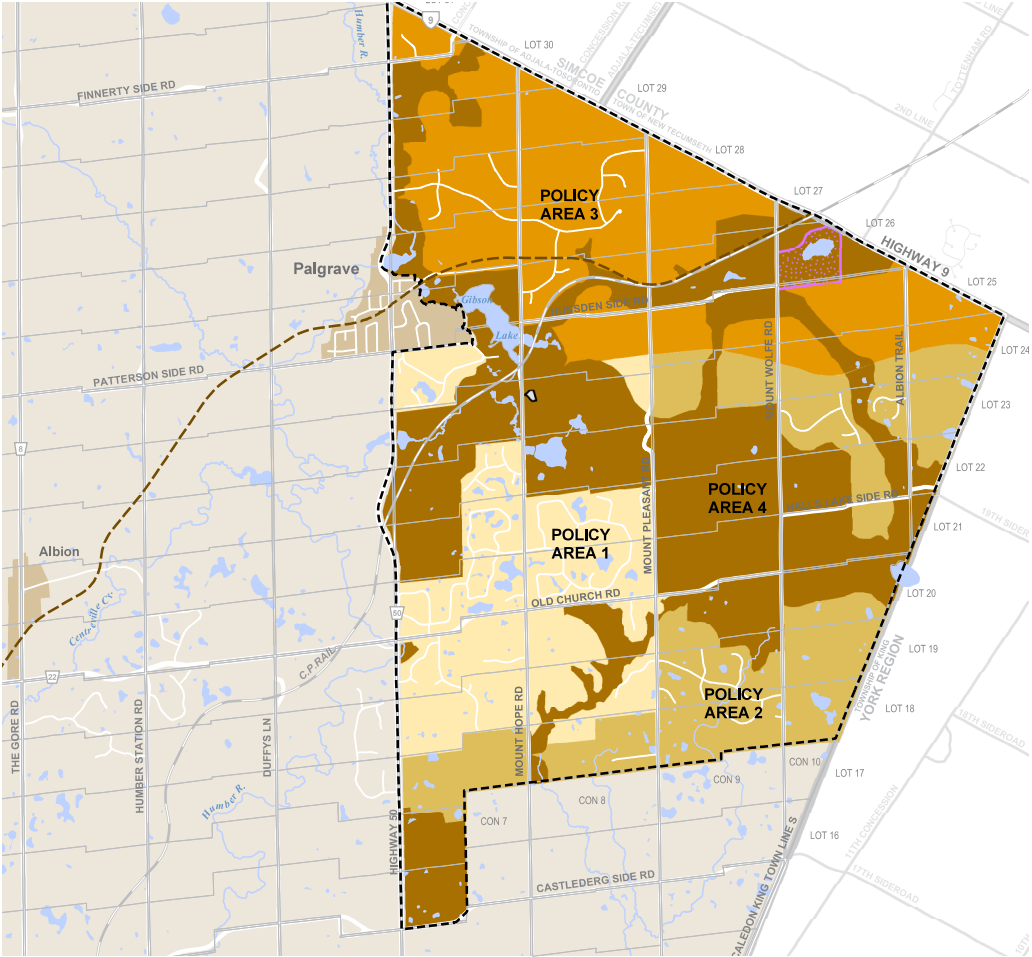 Humber R.
9
LOT 30
TOWNSHIP OF ADJALA-TOSORONTIO
SIMCOE
COUNTY
TOWN OF NEW TECUMSETH
TOTTENHAM RD
2ND LINE
LOT 29
LOT 28
LOT 27
LOT 26
HIGHWAY 9
LOT 25
LOT 24
LOT 23
LOT 22
LOT 21
LOT 20
LOT 19
LOT 18
LOT 17
LOT 16
FINNERTY SIDE RD
POLICY
AREA 3
Palgrave
Gibson
Lake
MOUNT WOLFE RD
ALBION TRAIL
PATTERSON SIDE RD
8
POLICY
AREA 4
MOUNT PLEASANT RD
19TH SIDEROAD
POLICY
AREA 1
Albion
OLD CHURCH RD
50
Centreville Cr.
C.P.RAIL
22
TOWNSHIP OF KING
YORK REGION
POLICY
AREA 2
THE GORE RD
HUMBER STATION RD
DUFFYS LN
MOUNT HOPE RD
18TH SIDEROAD
Humber R.
HIGHWAY 50
CON 7
CON 8
CON 9
CON 10
11TH CONCESSION
17TH SIDEROAD
CASTLEDERG SIDE RD
CALEDON KING TOWN LINE S